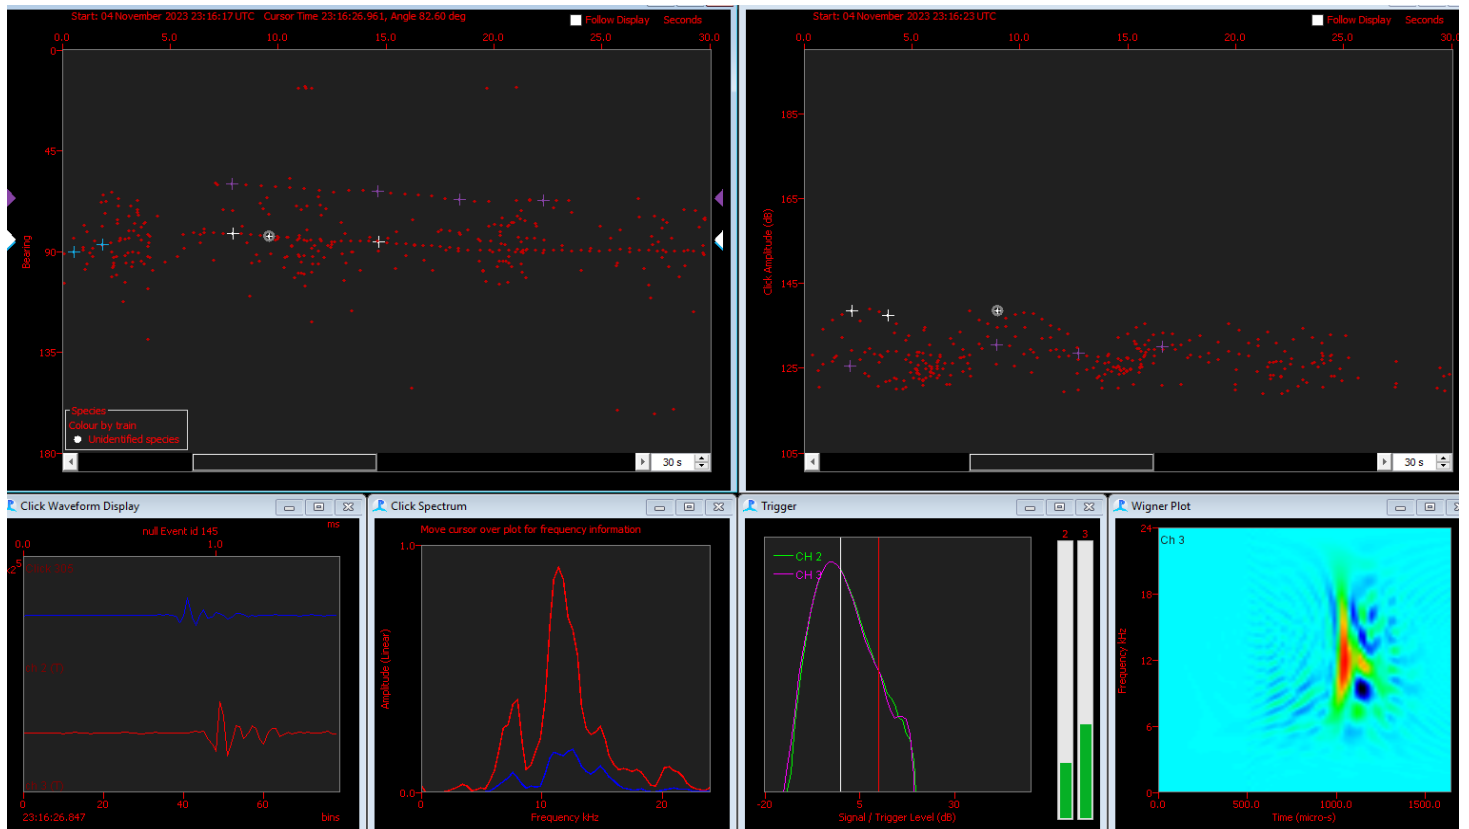 Start: 04 November 2023 23:16:17 UTC Cursor Time 23:16:26.961, Angle 82.60 deg
Follow Display Seconds
0.0 5.0 10.0 15.0 20.0 25.0 30.0
0
45
90
135
180
Bearing
Species
Colour by train
Unidentified species
30 s
Start: 04 November 2023 23:16:23 UTC
Follow Display Seconds
0.0 5.0 10.0 15.0 20.0 25.0 30.0
185
165
145
125
105
Click Amplitude (dB)
30 s
Click Waveform Display
null Event id 145
ms
0.0 1.0
0 20 40 60
23:16:26.847 bins
Click Spectrum
Move cursor over plot for frequency information
1.0
Amplitude (Linear)
0.0
0 10 20
Frequency kHz
Trigger
2 3
CH 2
CH 3
-20 5 30
Signal / Trigger Level (dB)
Wigner Plot
Ch 3
24
18
12
6
0
Frequency kHz
0.0 500.0 1000.0 1500.0
Time (micro-s)